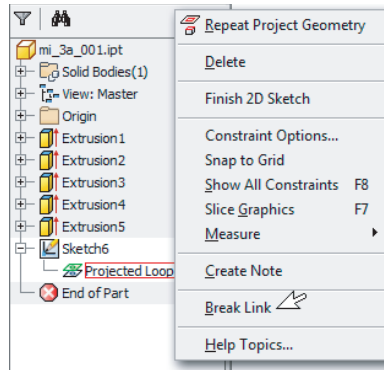 mi_3a_001.ipt
Solid Bodies(1)
View: Master
Origin
Extrusion1
Extrusion2
Extrusion3
Extrusion4
Extrusion5
Sketch6
Projected Loop
End of Part
Repeat Project Geometry
Delete
Finish 2D Sketch
Constraint Options...
Snap to Grid
Show All Constraints F8
Slice Graphics F7
Measure
Create Note
Break Link
Help Topics...